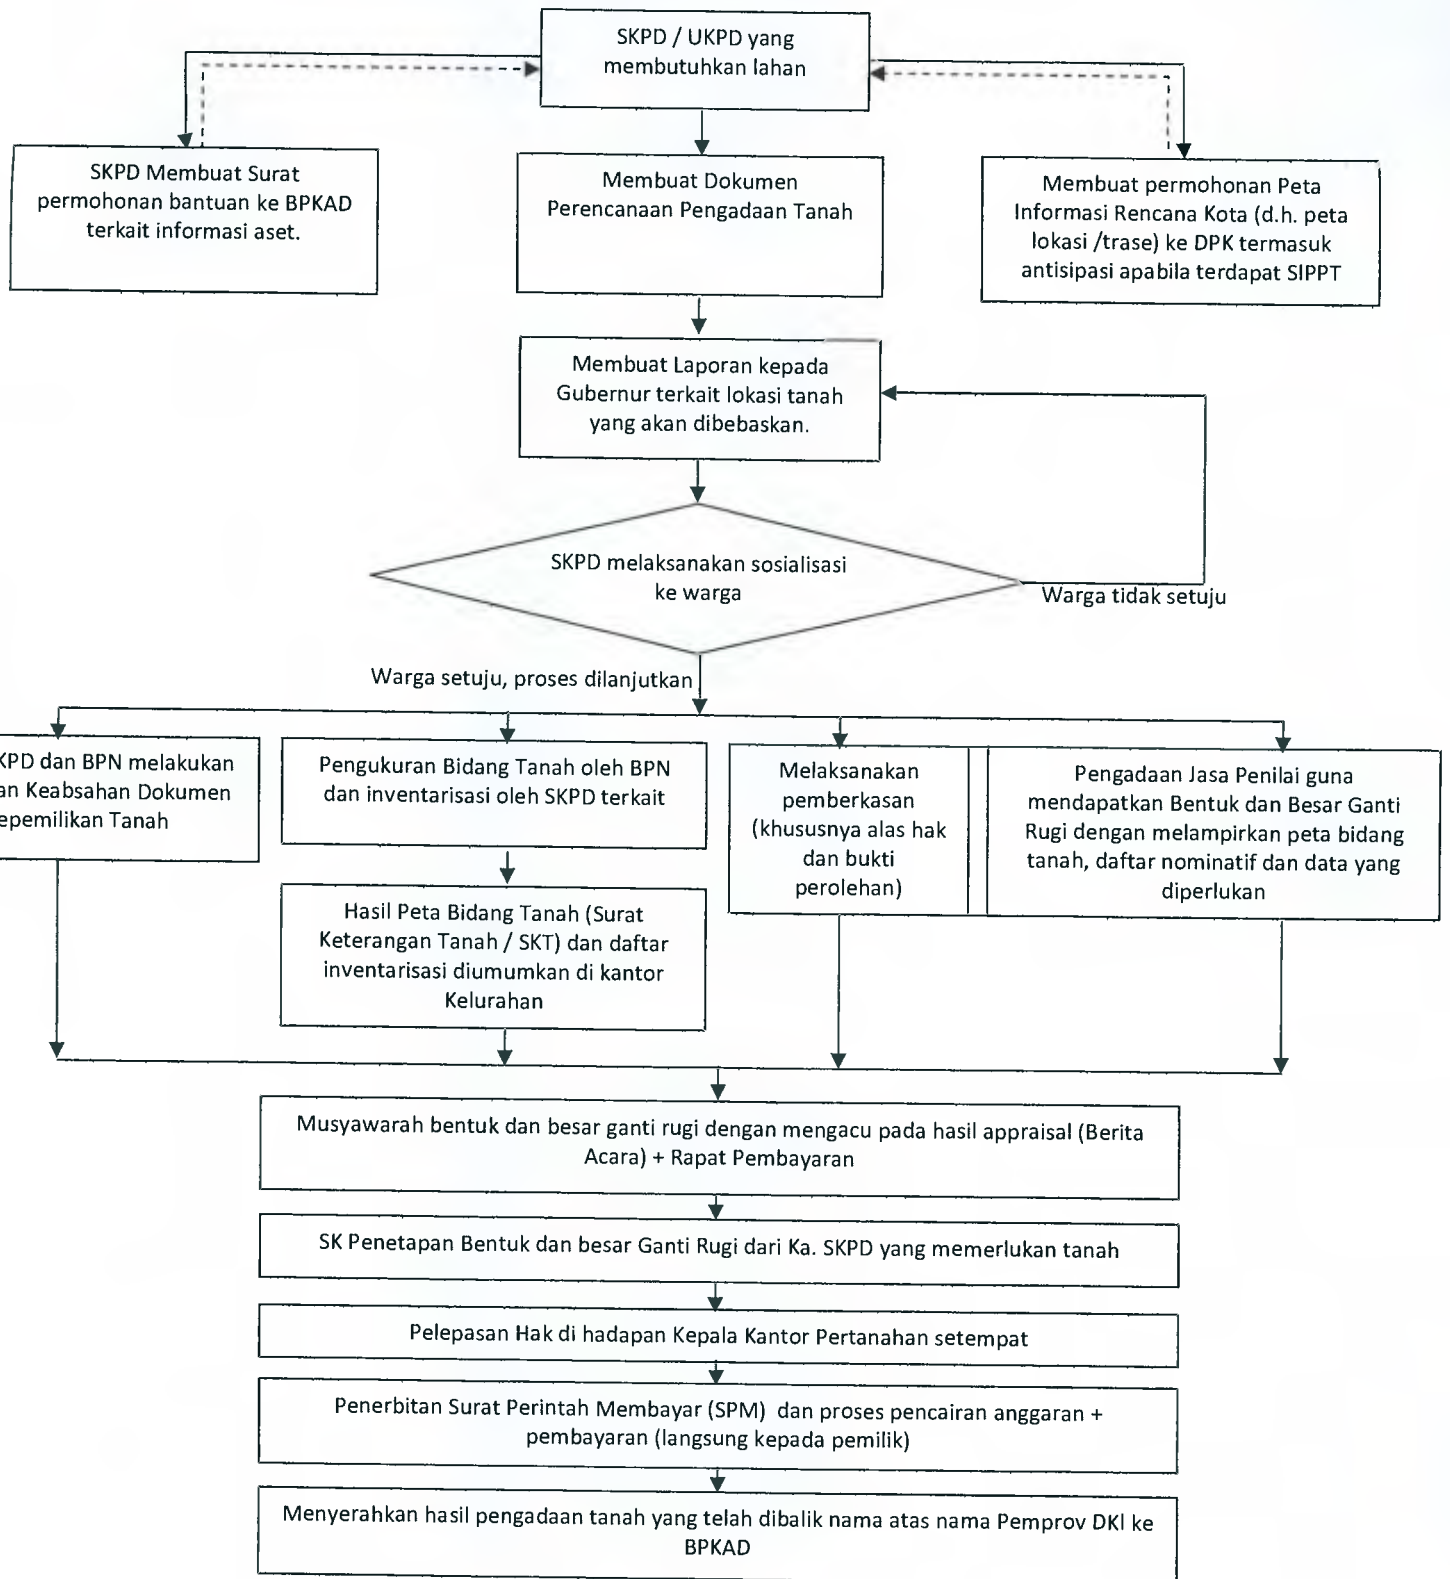 SKPD / UKPD yang
membutuhkan lahan
SKPD Membuat Surat
permohonan bantuan ke BPKAD
terkait informasi aset.
Membuat Dokumen
Perencanaan Pengadaan Tanah
Membuat permohonan Peta
Informasi Rencana Kota (d.h. peta
lokasi /trase) ke DPK termasuk
antisipasi apabila terdapat SIPPT
Membuat Laporan kepada
Gubernur terkait lokasi tanah
yang akan dibebaskan.
SKPD melaksanakan sosialisasi
ke warga
Warga tidak setuju
Warga setuju, proses dilanjutkan
dan BPN melakukan
Keabsahan Dokumen
Tanah
Pengukuran Bidang Tanah oleh BPN
dan inventarisasi oleh SKPD terkait
Hasil Peta Bidang Tanah (Surat
Keterangan Tanah / SKT) dan daftar
inventarisasi diumumkan di kantor
Kelurahan
Melaksanakan
pemberkasan
(khususnya alas hak
dan bukti
perolehan)
Pengadaan Jasa Penilai guna
mendapatkan Bentuk dan Besar Ganti
Rugi dengan melampirkan peta bidang
tanah, daftar nominatif dan data yang
diperlukan
Musyawarah bentuk dan besar ganti rugi dengan mengacu pada hasil appraisal (Berita
Acara) + Rapat Pembayaran
SK Penetapan Bentuk dan besar Ganti Rugi dari Ka. SKPD yang memerlukan tanah
Pelepasan Hak di hadapan Kepala Kantor Pertanahan setempat
Penerbitan Surat Perintah Membayar (SPM) dan proses pencairan anggaran +
pembayaran (langsung kepada pemilik)
Menyerahkan hasil pengadaan tanah yang telah dibalik nama atas nama Pemprov DKI ke
BPKAD